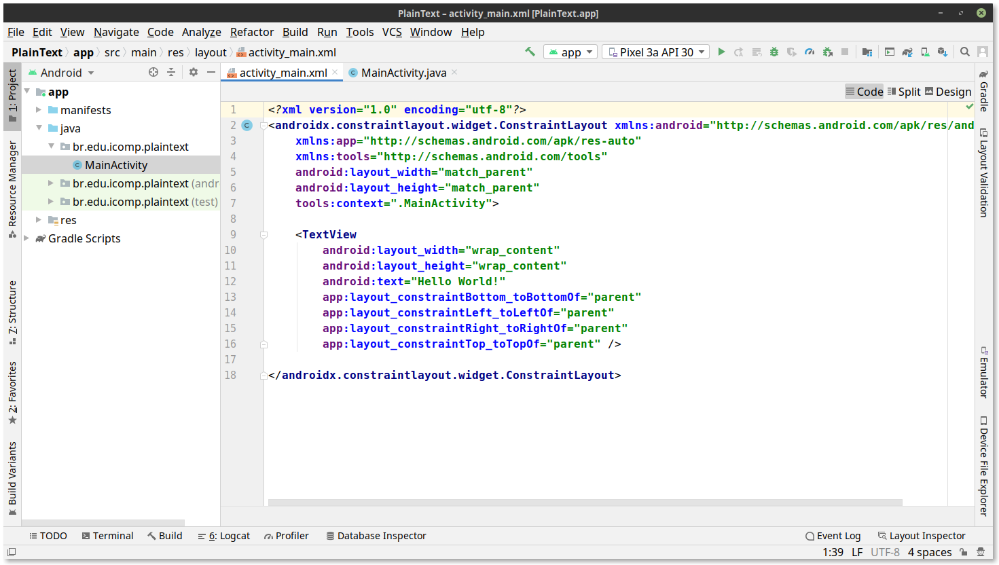 PlainText – activity_main.xml [PlainText.app]
File Edit View Navigate Code Analyze Refactor Build Run Tools VCS Window Help
PlainText app src main res layout activity_main.xml app Pixel 3a API 30
1: Project
Resource Manager
7: Structure
2: Favorites
Build Variants
Android
app
manifests
java
br.edu.icomp.plaintext
MainActivity
br.edu.icomp.plaintext (andr
br.edu.icomp.plaintext (test)
res
Gradle Scripts
activity_main.xml MainActivity.java
Code Split Design
1 <?xml version="1.0" encoding="utf-8"?>
2 <androidx.constraintlayout.widget.ConstraintLayout xmlns:android="http://schemas.android.com/apk/res/and
3 xmlns:app="http://schemas.android.com/apk/res-auto"
4 xmlns:tools="http://schemas.android.com/tools"
5 android:layout_width="match_parent"
6 android:layout_height="match_parent"
7 tools:context=".MainActivity">
8
9 <TextView
10 android:layout_width="wrap_content"
11 android:layout_height="wrap_content"
12 android:text="Hello World!"
13 app:layout_constraintBottom_toBottomOf="parent"
14 app:layout_constraintLeft_toLeftOf="parent"
15 app:layout_constraintRight_toRightOf="parent"
16 app:layout_constraintTop_toTopOf="parent" />
17
18 </androidx.constraintlayout.widget.ConstraintLayout>
Gradle
Layout Validation
Emulator
Device File Explorer
TODO Terminal Build 6: Logcat Profiler Database Inspector Event Log Layout Inspector
1:39 LF UTF-8 4 spaces